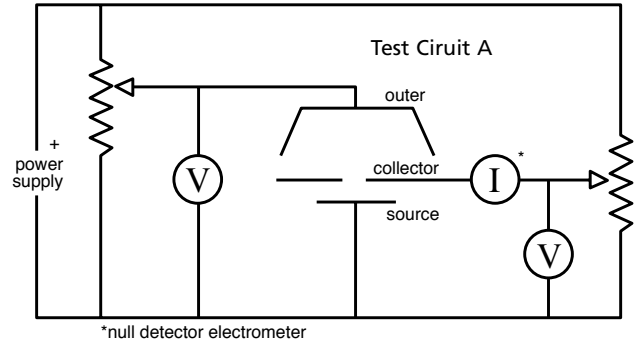 Test Ciruit A
outer
+
power
supply
V
collector
I
*
source
V
*null detector electrometer